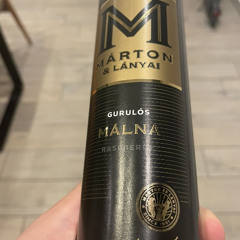 M
MÁRTON
& LÁNYAI
GURULÓS
MÁLNA
RASPBERRY